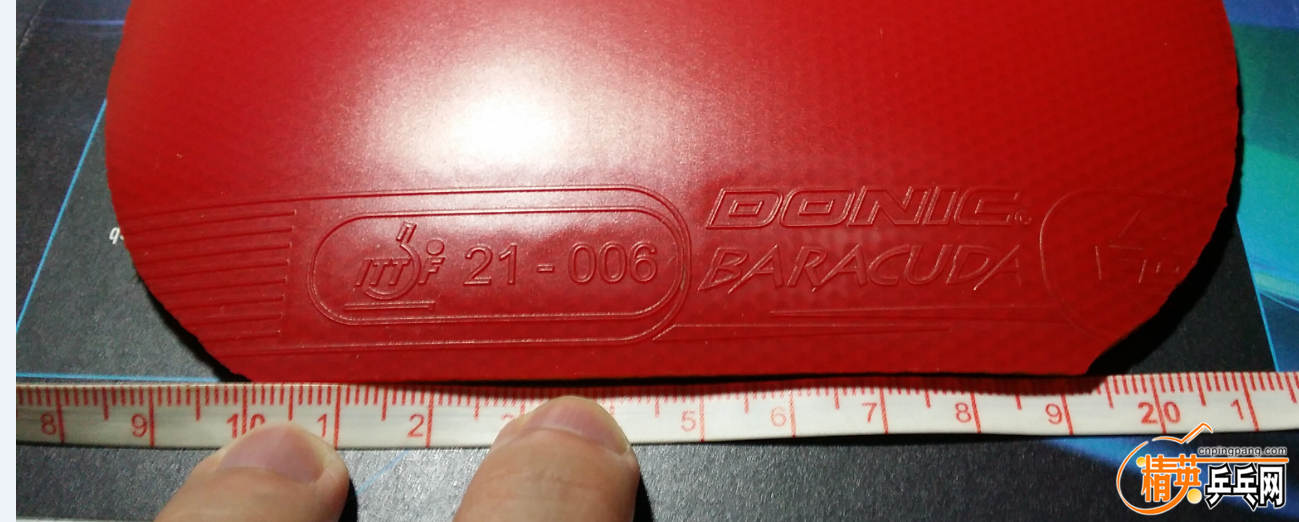 DONIC
ITTF 21 - 006
BARACUDA
8 9 10 1 2 3 5 6 7 8 9 20 1
cnpingpang.com
精英乒乓网